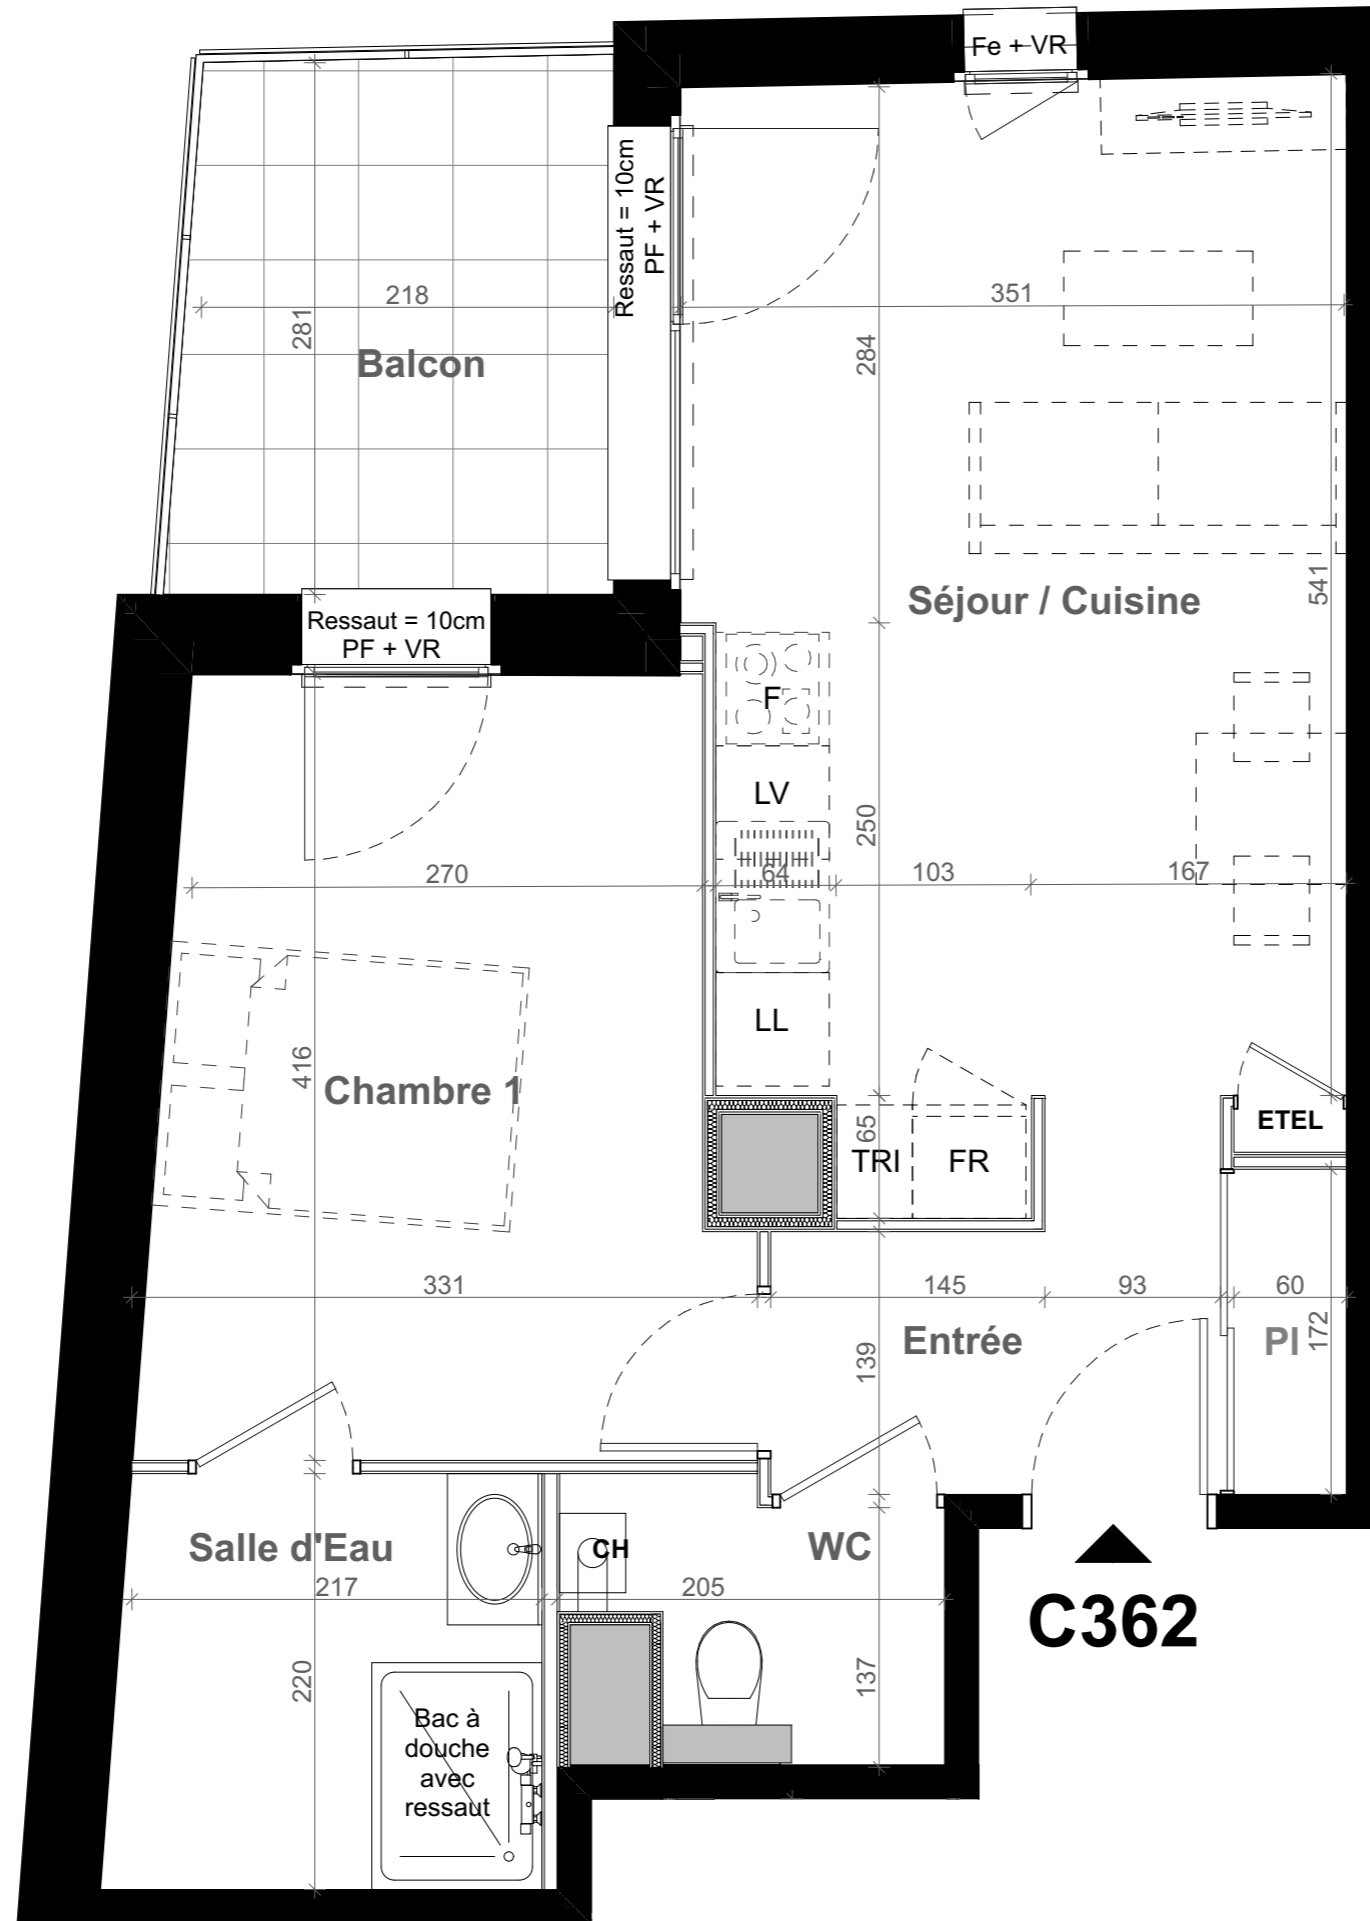 Fe + VR
Ressaut = 10cm
PF + VR
218
281
Balcon
351
284
Séjour / Cuisine
541
Ressaut = 10cm
PF + VR
F
LV
250
270
64
103
167
LL
416
Chambre 1
65
TRI
FR
ETEL
331
145
93
60
Entrée
139
Pl
172
Salle d'Eau
217
CH
WC
205
C362
220
137
Bac à
douche
avec
ressaut